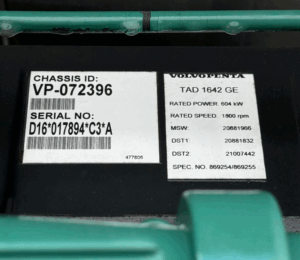 CHASSIS ID:
VP-072396
SERIAL NO:
D16*017894*C3*A
477805
VOLVO PENTA
TAD 1642 GE
RATED POWER: 604 kW
RATED SPEED: 1800 rpm
MSW: 20881966
DST1: 20881832
DST2: 21007442
SPEC. NO. 869254/869255